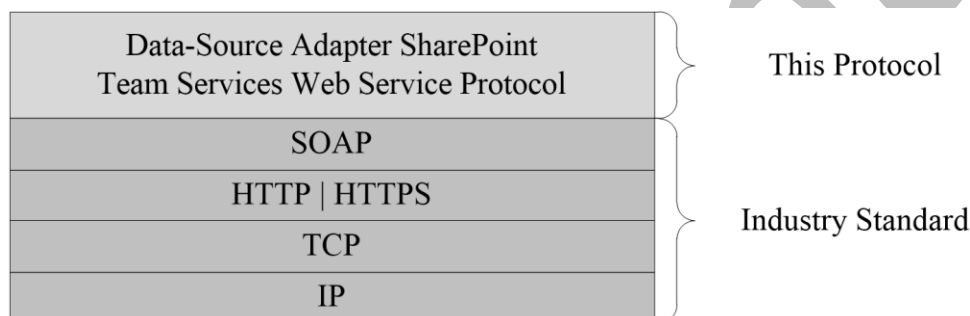 Data-Source Adapter SharePoint
Team Services Web Service Protocol
This Protocol
SOAP
HTTP | HTTPS
TCP
IP
Industry Standard